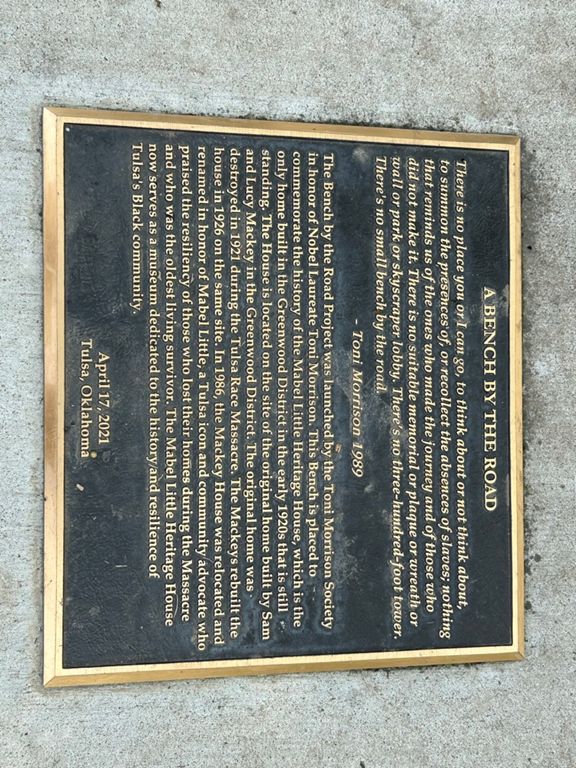 A BENCH BY THE ROAD
There is no place you or I can go, to think about or not think about,
to summon the presences of, or recollect the absences of slaves; nothing
that reminds us of the ones who made the journey and of those who
did not make it. There is no suitable memorial or plaque or wreath or
wall or park or skyscraper lobby. There's no three-hundred-foot tower.
There's no small bench by the road.
- Toni Morrison 1989
The Bench by the Road Project was launched by the Toni Morrison Society
in honor of Nobel Laureate Toni Morrison. This Bench is placed to
commemorate the history of the Mabel Little Heritage House, which is the
only home built in the Greenwood District in the early 1920s that is still
standing. The House is located on the site of the original home built by Sam
and Lucy Mackey in the Greenwood District. The original home was
destroyed in 1921 during the Tulsa Race Massacre. The Mackeys rebuilt the
house in 1926 on the same site. In 1986, the Mackey House was relocated and
renamed in honor of Mabel Little, a Tulsa icon and community advocate who
praised the resiliency of those who lost their homes during the Massacre
and who was the oldest living survivor. The Mabel Little Heritage House
now serves as a museum dedicated to the history and resilience of
Tulsa's Black community.
April 17, 2021
Tulsa, Oklahoma